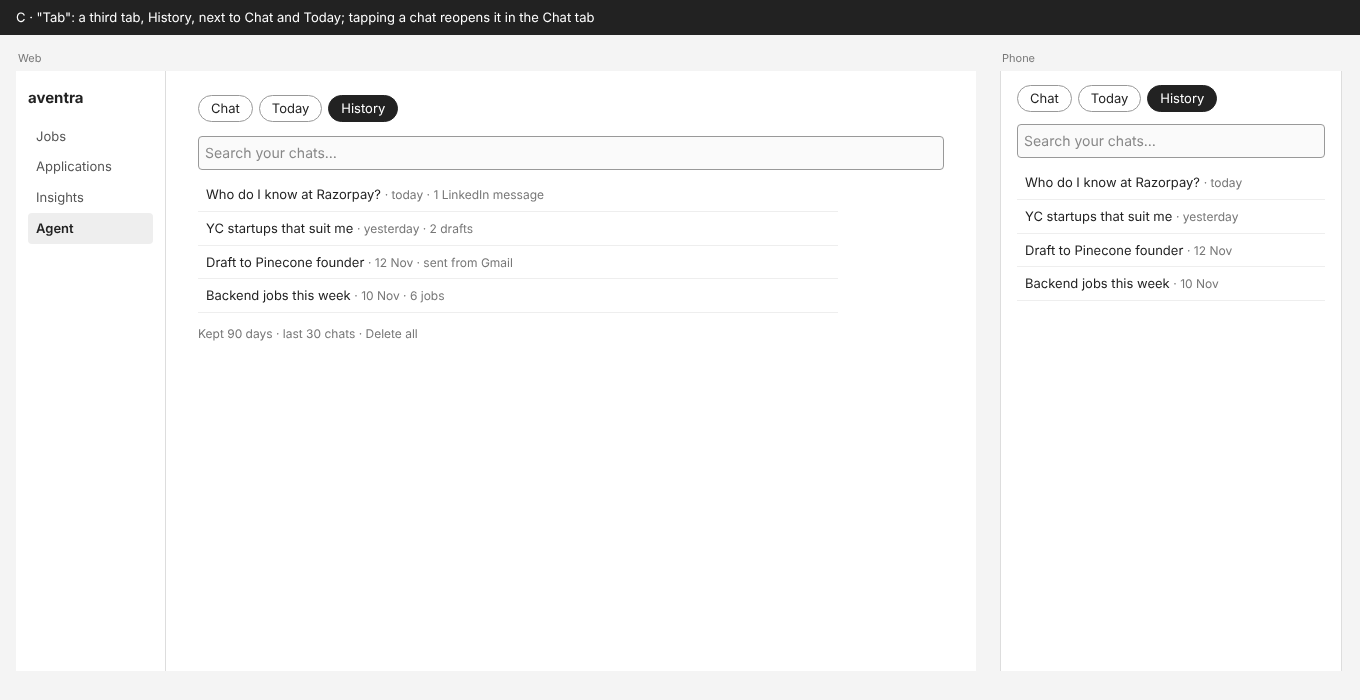 C · "Tab": a third tab, History, next to Chat and Today; tapping a chat reopens it in the Chat tab
Web
aventra
Jobs
Applications
Insights
Agent
Chat Today History
Search your chats...
Who do I know at Razorpay? · today · 1 LinkedIn message
YC startups that suit me · yesterday · 2 drafts
Draft to Pinecone founder · 12 Nov · sent from Gmail
Backend jobs this week · 10 Nov · 6 jobs
Kept 90 days · last 30 chats · Delete all
Phone
Chat Today History
Search your chats...
Who do I know at Razorpay? · today
YC startups that suit me · yesterday
Draft to Pinecone founder · 12 Nov
Backend jobs this week · 10 Nov